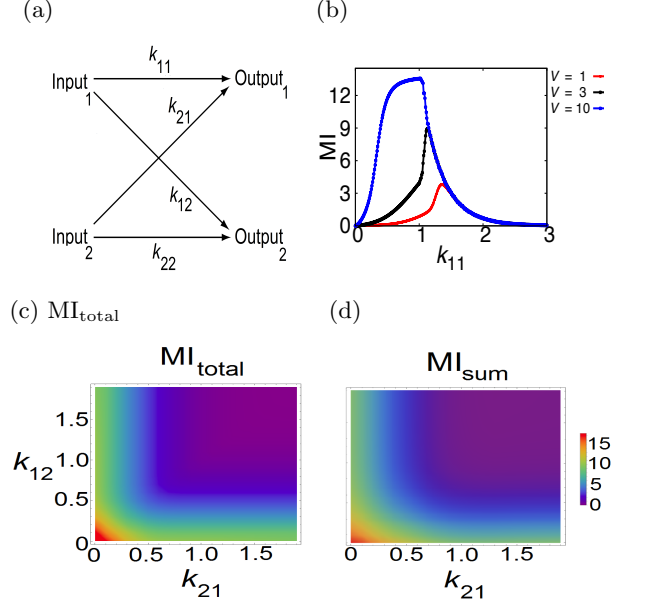 (a)
k11
Input1
Output1
k21
k12
Input2
Output2
k22
(b)
MI
12
9
6
3
0
0
1
2
3
k11
V = 1
V = 3
V = 10
(c) MItotal
MItotal
k12
1.5
1.0
0.5
0
0
0.5
1.0
1.5
k21
(d)
MIsum
0
0.5
1.0
1.5
k21
15
10
5
0